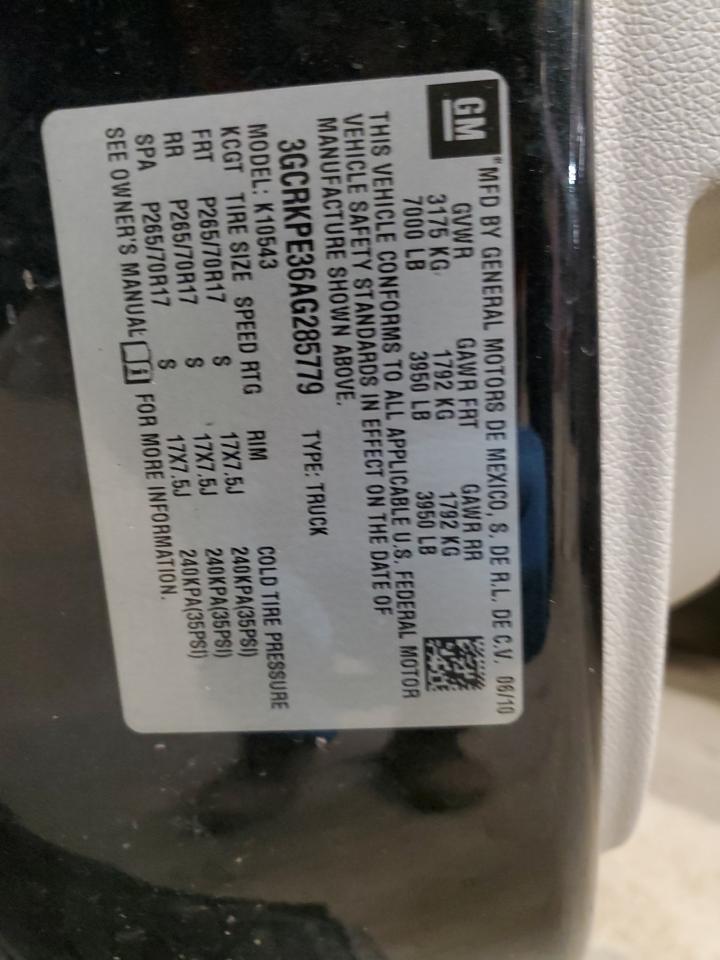 GM
"MFD BY GENERAL MOTORS DE MEXICO, S. DE R.L. DE C.V. 06/10
GVWR GAWR FRT GAWR RR
3175 KG 1792 KG 1792 KG
7000 LB 3950 LB 3950 LB
THIS VEHICLE CONFORMS TO ALL APPLICABLE U.S. FEDERAL MOTOR
VEHICLE SAFETY STANDARDS IN EFFECT ON THE DATE OF
MANUFACTURE SHOWN ABOVE.
3GCRKPE36AG285779 TYPE: TRUCK
MODEL: K10543
KCGT TIRE SIZE SPEED RTG RIM COLD TIRE PRESSURE
FRT P265/70R17 S 17X7.5J 240KPA(35PSI)
RR P265/70R17 S 17X7.5J 240KPA(35PSI)
SPA P265/70R17 S 17X7.5J 240KPA(35PSI)
SEE OWNER'S MANUAL FOR MORE INFORMATION.